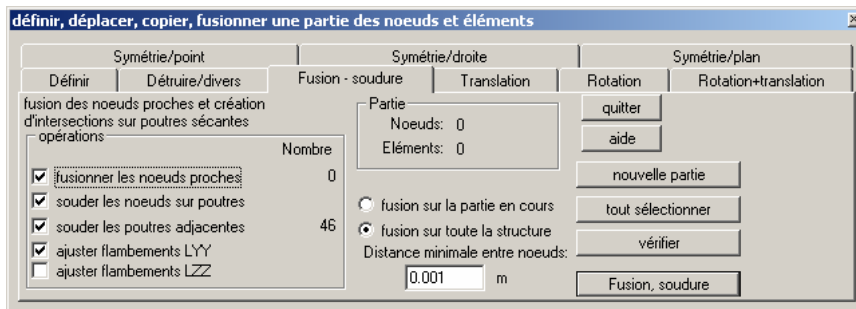 définir, déplacer, copier, fusionner une partie des noeuds et éléments
Symétrie/point Symétrie/droite Symétrie/plan
Définir Détruire/divers Fusion - soudure Translation Rotation Rotation+translation
fusion des noeuds proches et création
d'intersections sur poutres sécantes
opérations
Nombre
fusionner les noeuds proches 0
souder les noeuds sur poutres
souder les poutres adjacentes 46
ajuster flambements LYY
ajuster flambements LZZ
Partie
Noeuds: 0
Eléments: 0
fusion sur la partie en cours
fusion sur toute la structure
Distance minimale entre noeuds:
0.001 m
quitter
aide
nouvelle partie
tout sélectionner
vérifier
Fusion, soudure